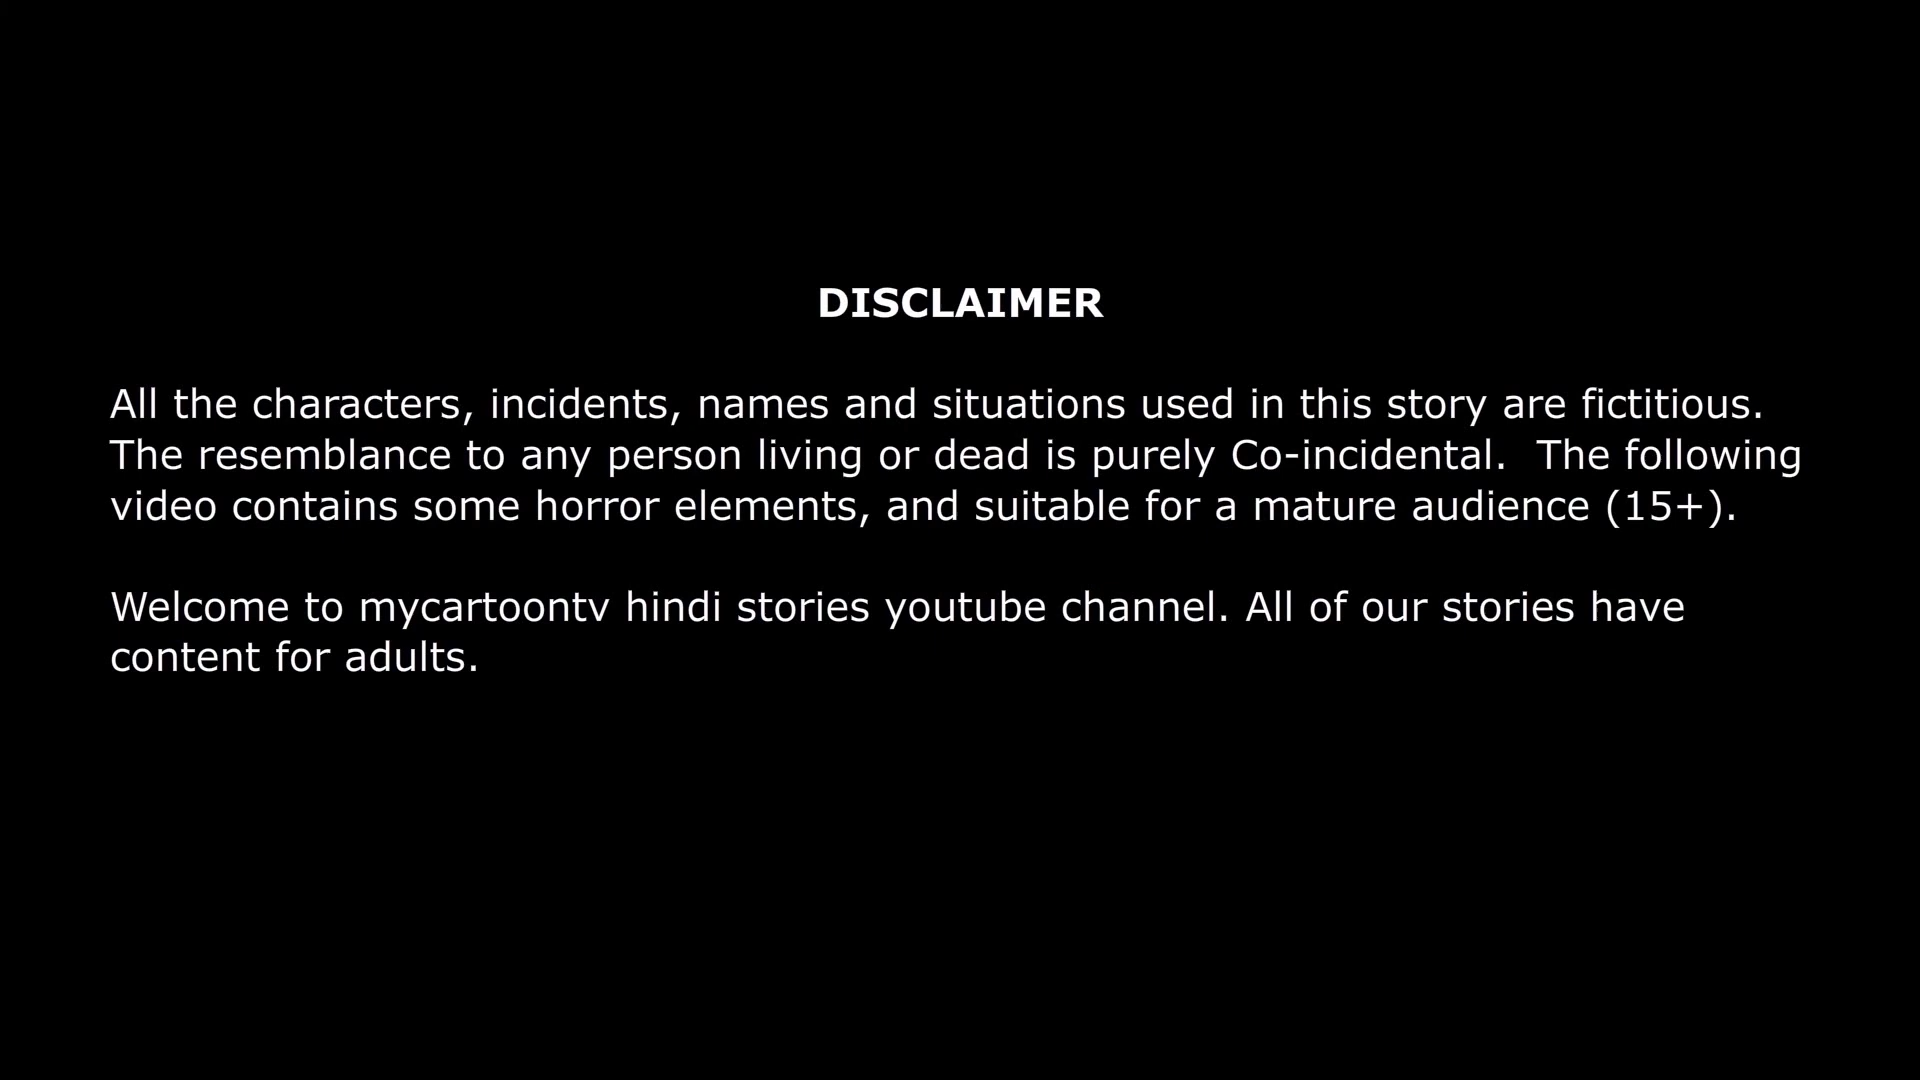 DISCLAIMER
All the characters, incidents, names and situations used in this story are fictitious.
The resemblance to any person living or dead is purely Co-incidental.  The following
video contains some horror elements, and suitable for a mature audience (15+).
Welcome to mycartoontv hindi stories youtube channel. All of our stories have
content for adults.